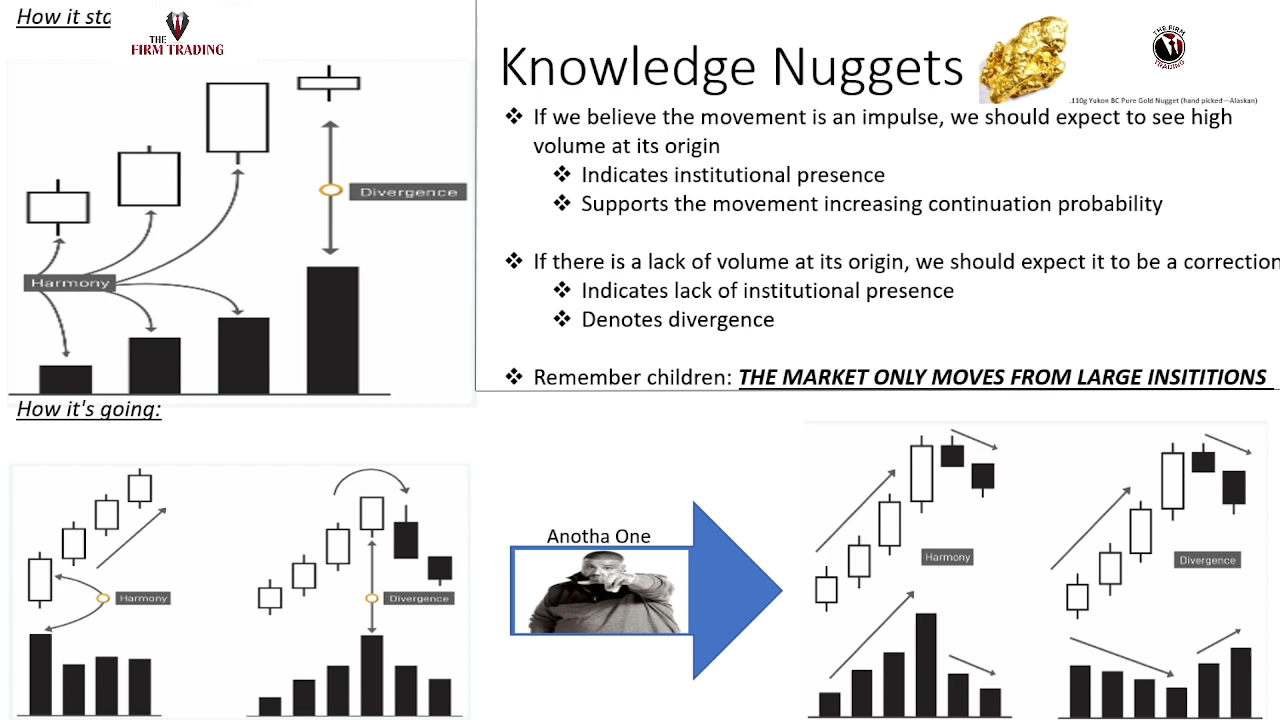 How it sta
THE
FIRM TRADING
Divergence
Harmony
Knowledge Nuggets
THE FIRM
TRADING
.110g Yukon BC Pure Gold Nugget (hand picked—Alaskan)
❖ If we believe the movement is an impulse, we should expect to see high
volume at its origin
❖ Indicates institutional presence
❖ Supports the movement increasing continuation probability
❖ If there is a lack of volume at its origin, we should expect it to be a correction
❖ Indicates lack of institutional presence
❖ Denotes divergence
❖ Remember children: THE MARKET ONLY MOVES FROM LARGE INSITITIONS
How it's going:
Harmony
Divergence
Anotha One
Harmony
Divergence